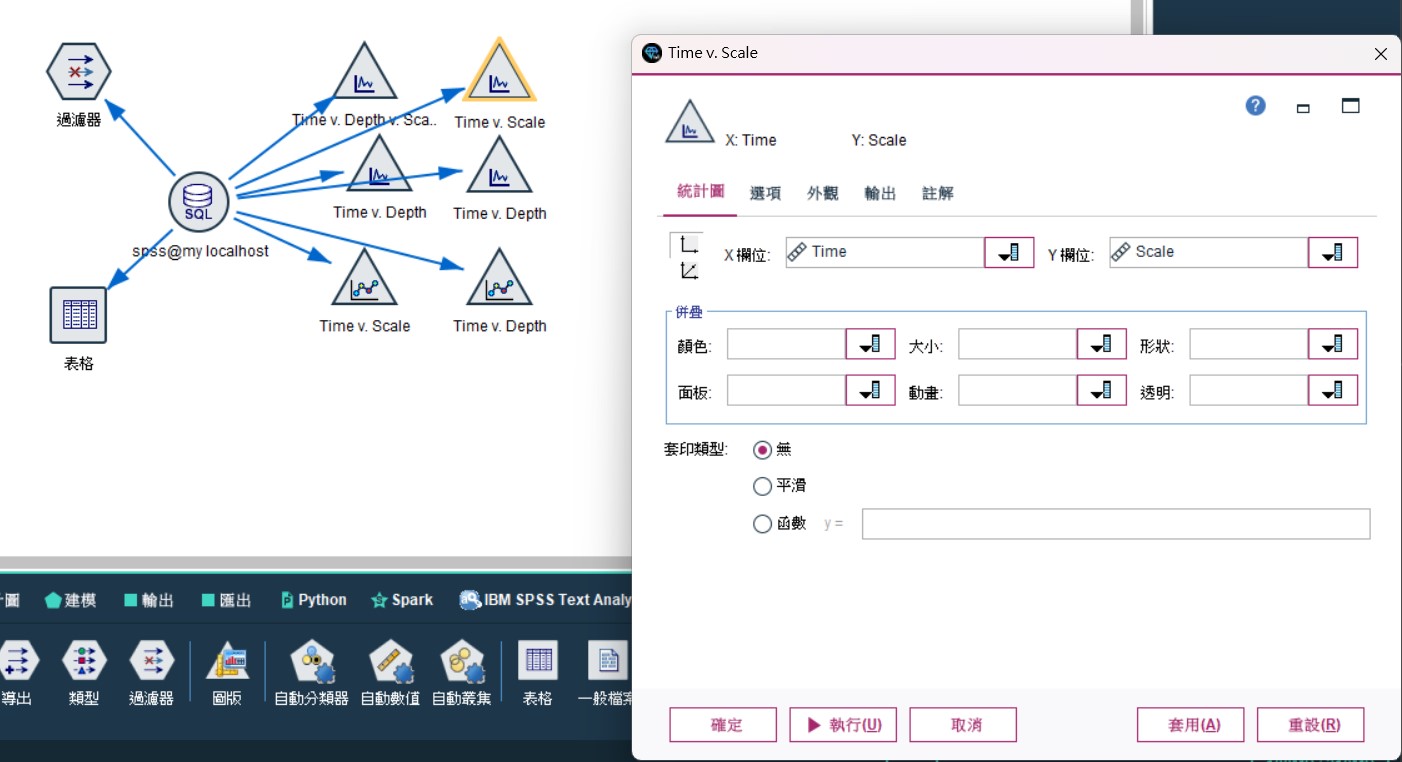 過濾器
Time v. Depth v. Sca..
Time v. Scale
SQL
spss@my localhost
Time v. Depth
Time v. Depth
表格
Time v. Scale
Time v. Depth
Time v. Scale
X: Time
Y: Scale
統計圖
選項
外觀
輸出
註解
X 欄位:
Time
Y 欄位:
Scale
併疊
顏色:
大小:
形狀:
面板:
動畫:
透明:
套印類型:
無
平滑
函數
y =
確定
執行(U)
取消
套用(A)
重設(R)
圖
建模
輸出
匯出
Python
Spark
IBM SPSS Text Analy
導出
類型
過濾器
圖版
自動分類器
自動數值
自動叢集
表格
一般檔案